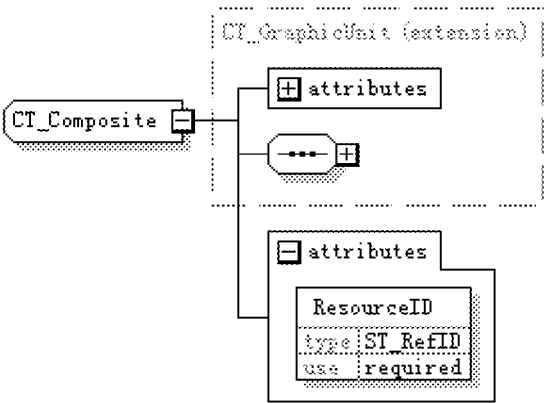 CT_GraphicUnit (extension)
attributes
CT_Composite
attributes
ResourceID
type ST_RefID
use required